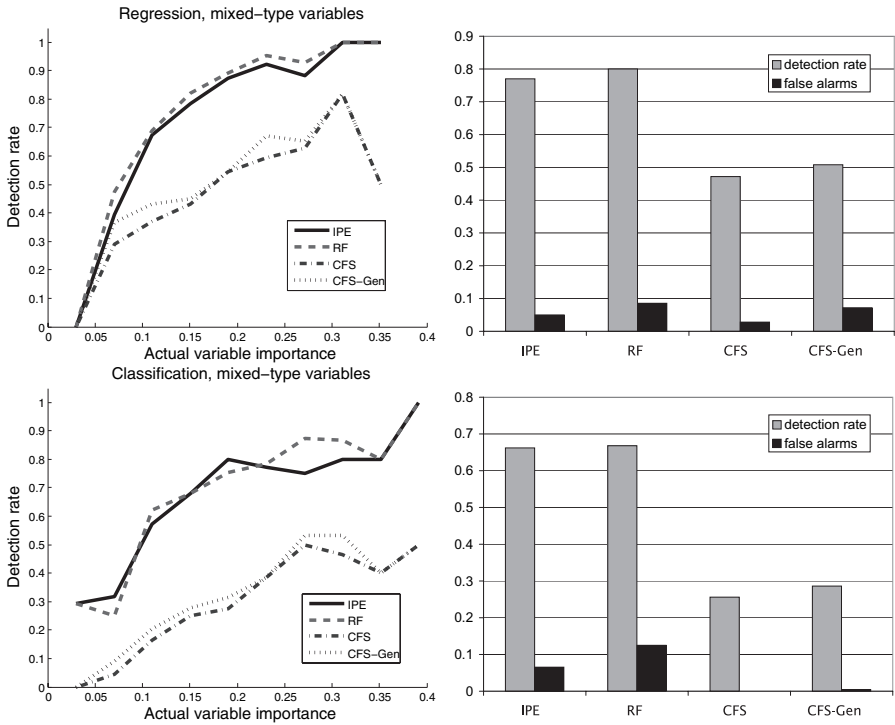 Regression, mixed-type variables
Detection rate
1
0.9
0.8
0.7
0.6
0.5
0.4
0.3
0.2
0.1
0
0 0.05 0.1 0.15 0.2 0.25 0.3 0.35 0.4
Actual variable importance
IPE
RF
CFS
CFS-Gen
0.9
0.8
0.7
0.6
0.5
0.4
0.3
0.2
0.1
0
detection rate
false alarms
IPE RF CFS CFS-Gen
Classification, mixed-type variables
Detection rate
1
0.9
0.8
0.7
0.6
0.5
0.4
0.3
0.2
0.1
0
0 0.05 0.1 0.15 0.2 0.25 0.3 0.35 0.4
Actual variable importance
IPE
RF
CFS
CFS-Gen
0.8
0.7
0.6
0.5
0.4
0.3
0.2
0.1
0
detection rate
false alarms
IPE RF CFS CFS-Gen